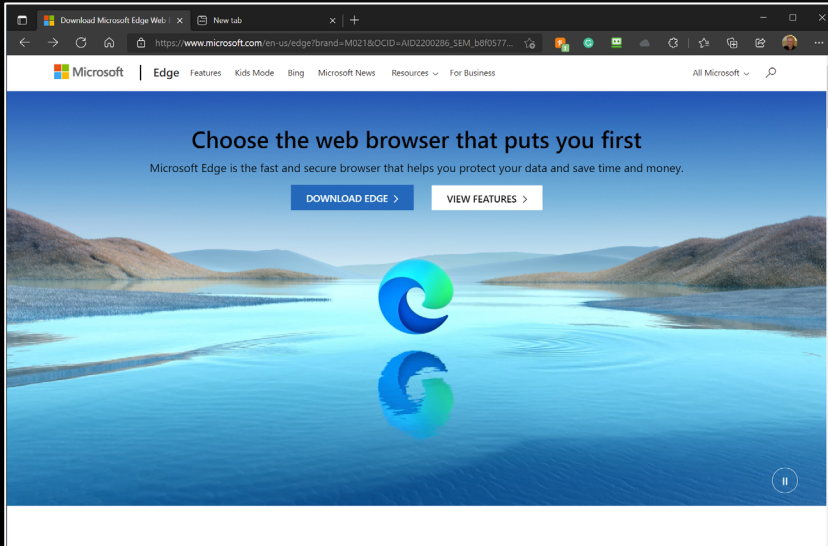 Download Microsoft Edge Web
New tab
https://www.microsoft.com/en-us/edge?brand=M021&OCID=AID2200286_SEM_b8f0577...
1
Microsoft
Edge Features Kids Mode Bing Microsoft News Resources For Business
All Microsoft
Choose the web browser that puts you first
Microsoft Edge is the fast and secure browser that helps you protect your data and save time and money.
DOWNLOAD EDGE >
VIEW FEATURES >